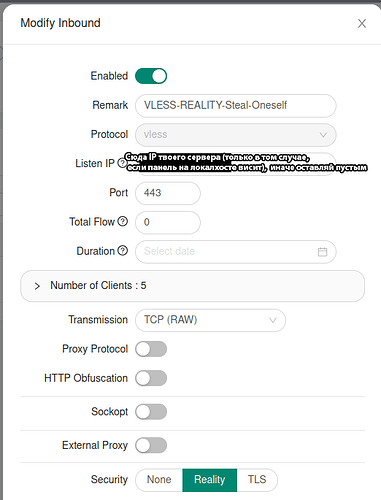 Modify Inbound
Enabled
Remark VLESS-REALITY-Steal-Oneself
Protocol vless
Listen IP Сюда IP твоего сервера (только в том случае,
если панель на локалхосте висит), иначе оставляй пустым
Port 443
Total Flow 0
Duration Select date
Number of Clients : 5
Transmission TCP (RAW)
Proxy Protocol
HTTP Obfuscation
Sockopt
External Proxy
Security None Reality TLS